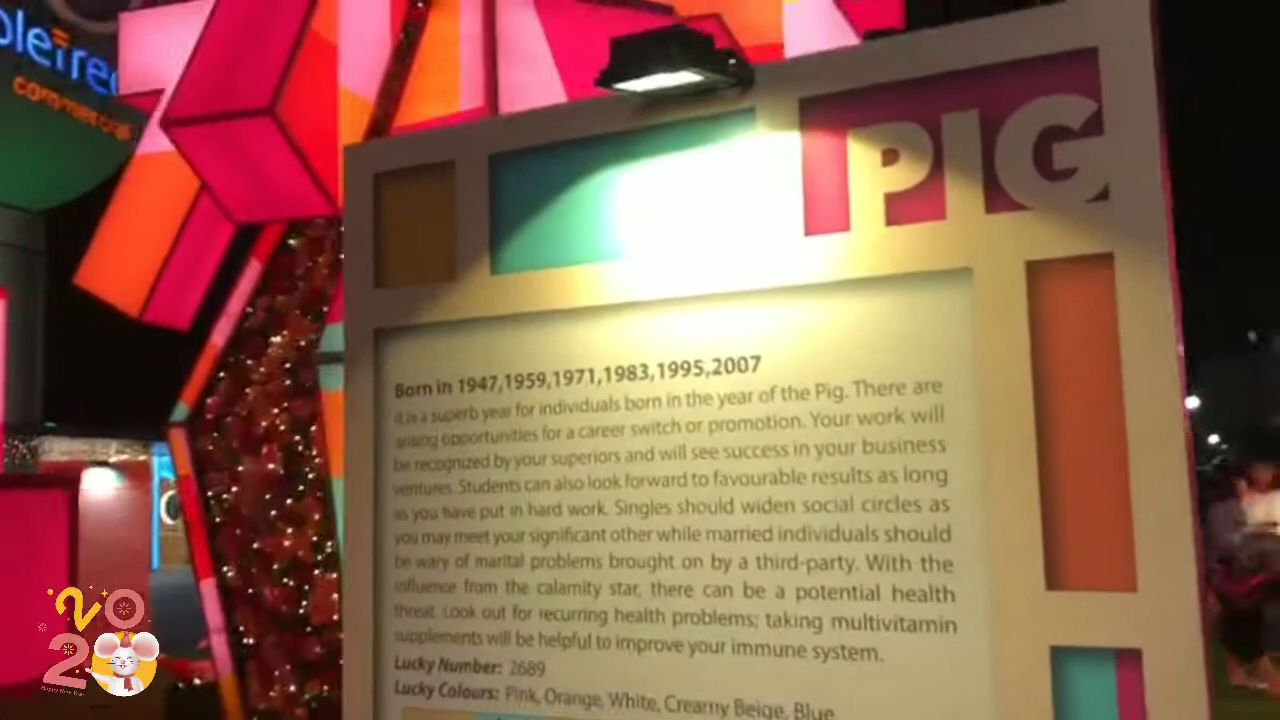 commercial
PIG
Born in 1947,1959,1971,1983,1995,2007
It is a superb year for individuals born in the year of the Pig. There are
arising opportunities for a career switch or promotion. Your work will
be recognized by your superiors and will see success in your business
ventures. Students can also look forward to favourable results as long
as you have put in hard work. Singles should widen social circles as
you may meet your significant other while married individuals should
be wary of marital problems brought on by a third-party. With the
influence from the calamity star, there can be a potential health
threat. Look out for recurring health problems; taking multivitamin
supplements will be helpful to improve your immune system.
Lucky Number: 2689
Lucky Colours: Pink, Orange, White, Creamy Beige, Blue
2020
Happy New Year